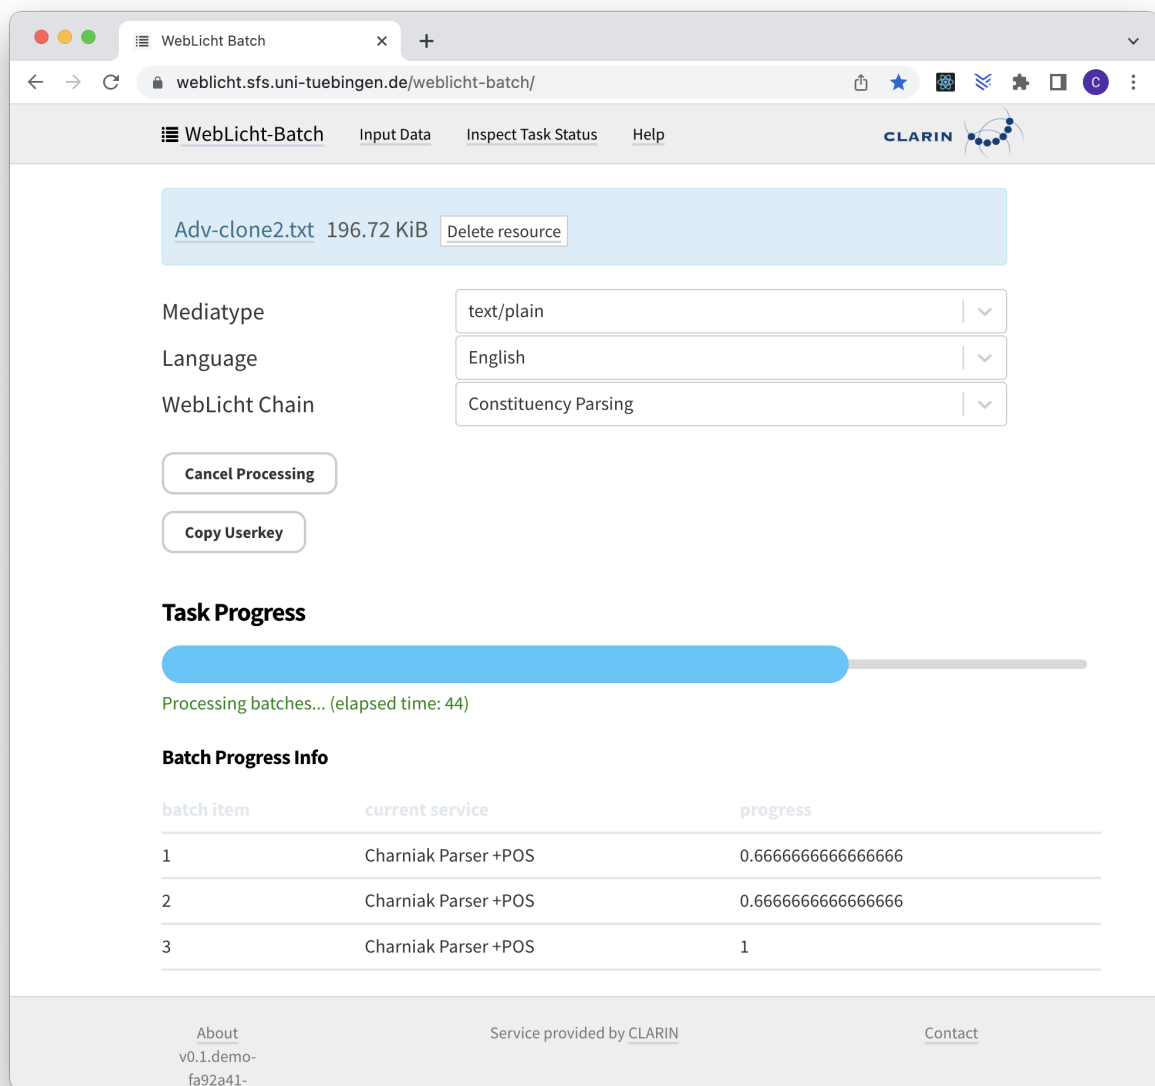 WebLicht Batch
weblicht.sfs.uni-tuebingen.de/weblicht-batch/
C
WebLicht-Batch Input Data Inspect Task Status Help CLARIN
Adv-clone2.txt 196.72 KiB Delete resource
Mediatype text/plain
Language English
WebLicht Chain Constituency Parsing
Cancel Processing
Copy Userkey
Task Progress
Processing batches... (elapsed time: 44)
Batch Progress Info
batch item current service progress
1 Charniak Parser +POS 0.6666666666666666
2 Charniak Parser +POS 0.6666666666666666
3 Charniak Parser +POS 1
About Service provided by CLARIN Contact
v0.1.demo-
fa92a41-